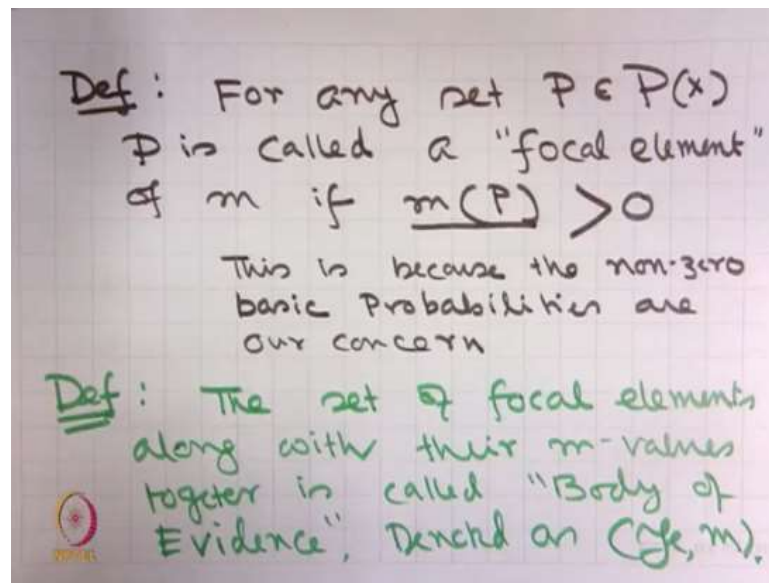 Def : For any set P ∈ P(x)
P is called a "focal element"
of m if m(P) > 0
This is because the non-zero
basic Probabilities are
our concern
Def : The set of focal elements
along with their m-values
togeter is called "Body of
Evidence", Denoted as (ℱ, m).
NPTEL